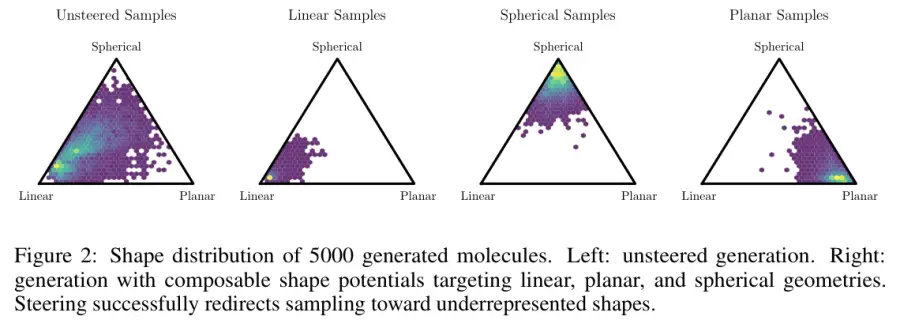 Unsteered Samples
Linear Samples
Spherical Samples
Planar Samples
Spherical
Spherical
Spherical
Spherical
Linear
Planar
Linear
Planar
Linear
Planar
Linear
Planar
Figure 2: Shape distribution of 5000 generated molecules. Left: unsteered generation. Right:
generation with composable shape potentials targeting linear, planar, and spherical geometries.
Steering successfully redirects sampling toward underrepresented shapes.